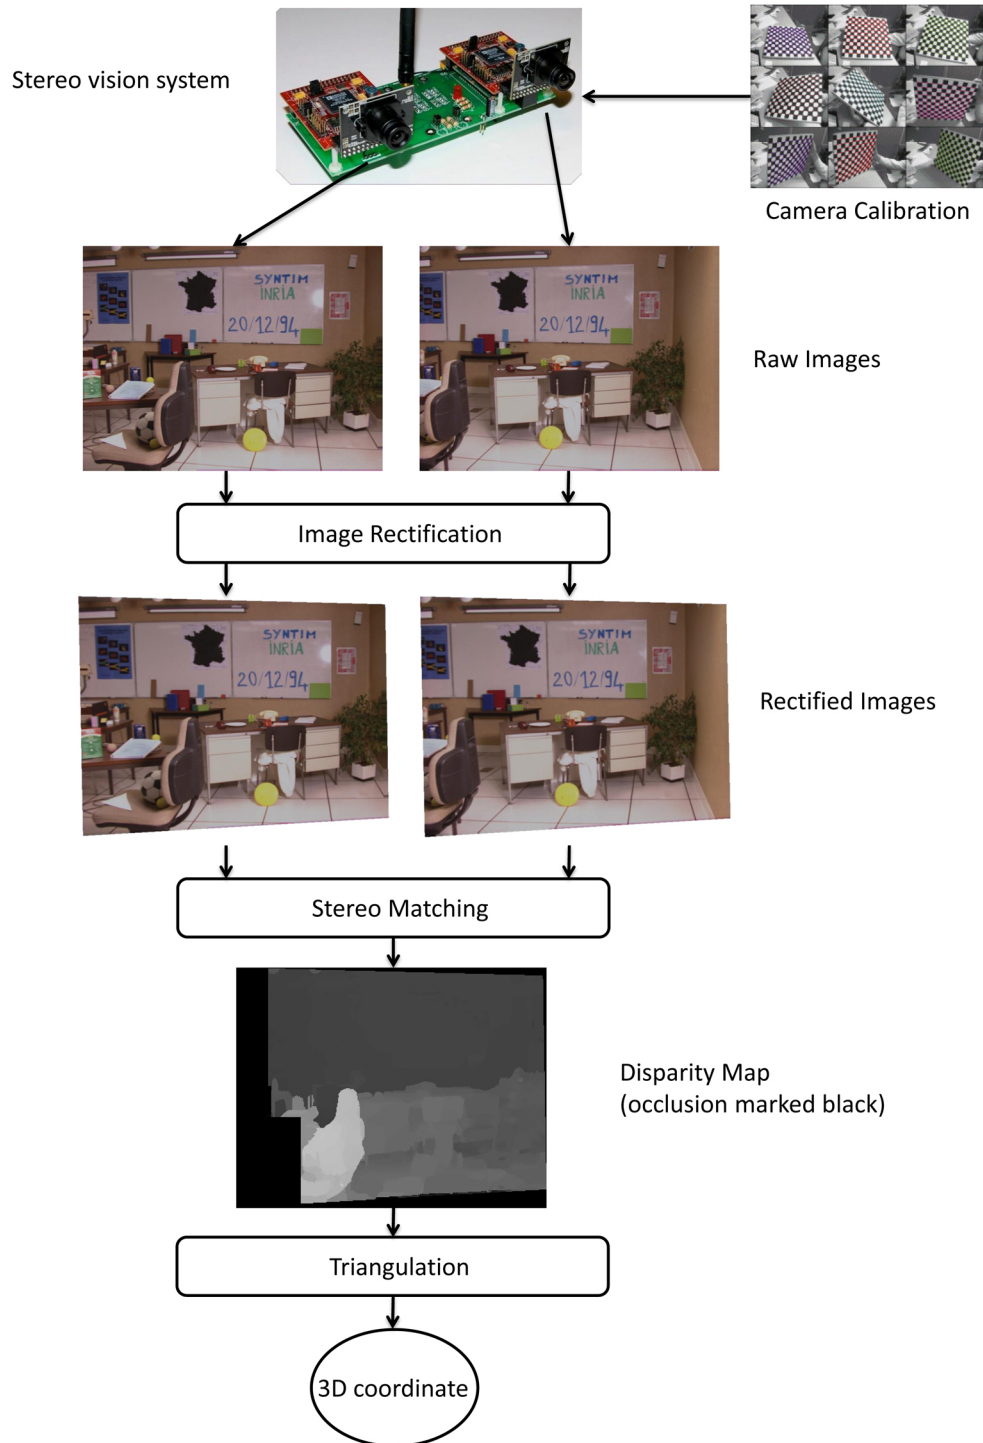 Stereo vision system
Camera Calibration
SYNTIM
INRIA
20/12/94
SYNTIM
INRIA
20/12/94
Raw Images
Image Rectification
SYNTIM
INRIA
20/12/94
SYNTIM
INRIA
20/12/94
Rectified Images
Stereo Matching
Disparity Map
(occlusion marked black)
Triangulation
3D coordinate